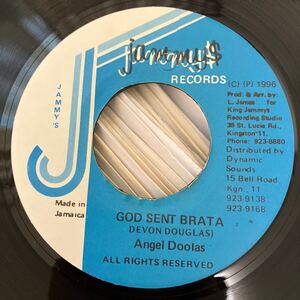 jammy$
RECORDS
JAMMY'S
(C) (P) 1996
Prod & Arr. by:
L. James for
King Jammy's
Recording Studio
38 St. Lucia Rd.,
Kingston 11.
Phone: 923-8880
Distributed by
Dynamic
Sounds
15 Bell Road,
Kgn., 11
923-9138
923-9168
Made in
Jamaica
GOD SENT BRATA
(DEVON DOUGLAS)
Angel Doolas
ALL RIGHTS RESERVED